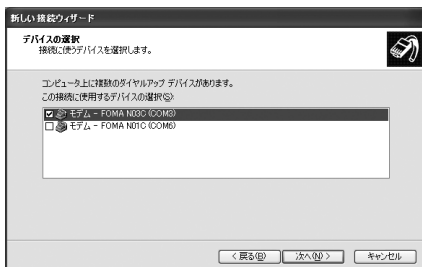 新しい接続ウィザード
デバイスの選択
接続に使うデバイスを選択します。
コンピュータ上に複数のダイヤルアップ デバイスがあります。
この接続に使用するデバイスの選択(S):
モデム - FOMA N03C (COM3)
モデム - FOMA N01C (COM6)
< 戻る(B)
次へ(N) >
キャンセル